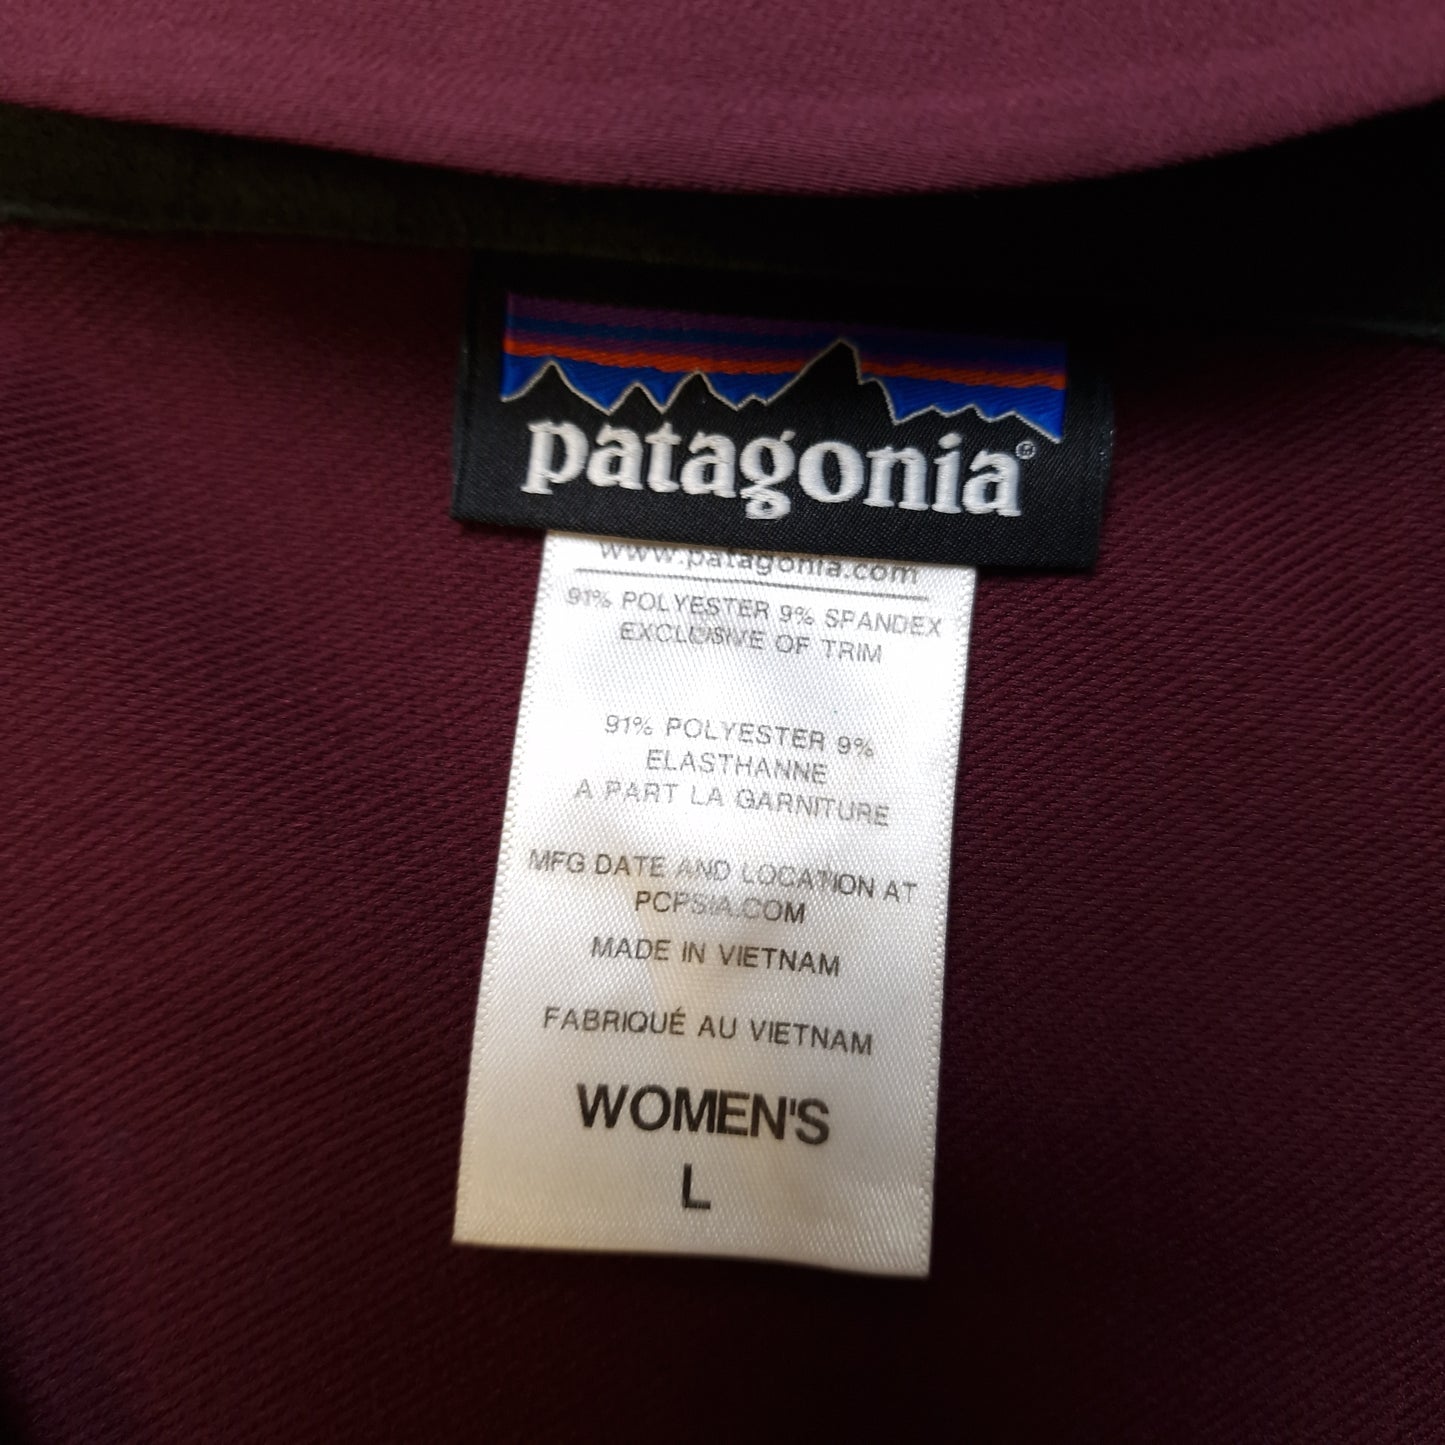 patagonia®
www.patagonia.com
91% POLYESTER 9% SPANDEX
EXCLUSIVE OF TRIM
91% POLYESTER 9%
ELASTHANNE
A PART LA GARNITURE
MFG DATE AND LOCATION AT
PCPSIA.COM
MADE IN VIETNAM
FABRIQUÉ AU VIETNAM
WOMEN'S
L